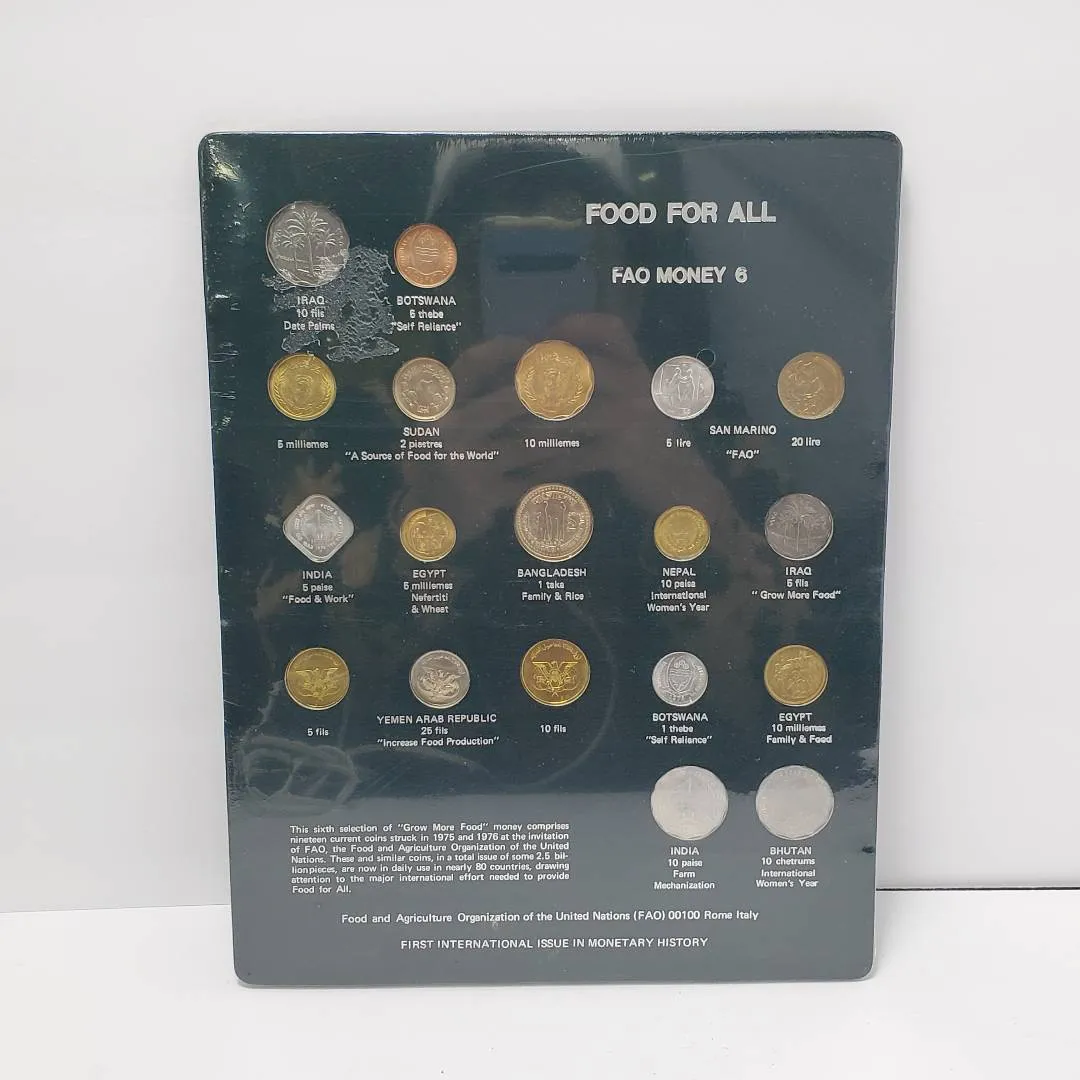 FOOD FOR ALL
FAO MONEY 6
IRAQ
10 fils
Date Palms
BOTSWANA
5 thebe
"Self Reliance"
5 milliemes
SUDAN
2 piastres
"A Source of Food for the World"
10 milliemes
5 lire
SAN MARINO
"FAO"
20 lire
INDIA
5 paise
"Food & Work"
EGYPT
5 milliemes
Nefertiti
& Wheat
BANGLADESH
1 taka
Family & Rice
NEPAL
10 paisa
International
Women's Year
IRAQ
5 fils
"Grow More Food"
5 fils
YEMEN ARAB REPUBLIC
25 fils
"Increase Food Production"
10 fils
BOTSWANA
1 thebe
"Self Reliance"
EGYPT
10 milliemes
Family & Food
INDIA
10 paise
Farm
Mechanization
BHUTAN
10 chetrums
International
Women's Year
This sixth selection of "Grow More Food" money comprises
nineteen current coins struck in 1975 and 1976 at the invitation
of FAO, the Food and Agriculture Organization of the United
Nations. These and similar coins, in a total issue of some 2.5 bil-
lion pieces, are now in daily use in nearly 80 countries, drawing
attention to the major international effort needed to provide
Food for All.
Food and Agriculture Organization of the United Nations (FAO) 00100 Rome Italy
FIRST INTERNATIONAL ISSUE IN MONETARY HISTORY